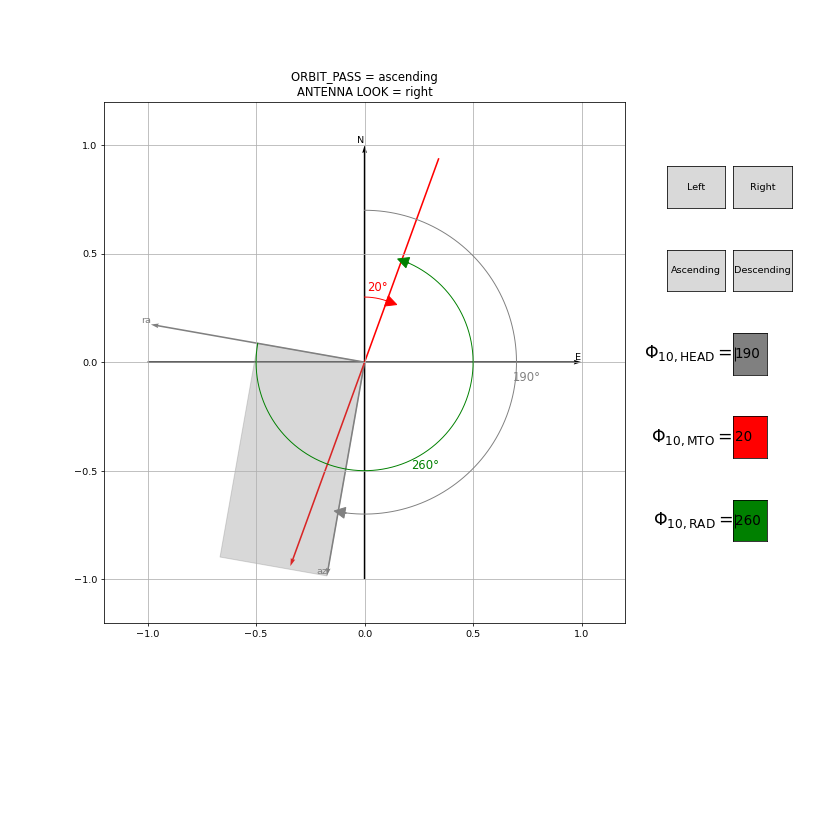 ORBIT_PASS = ascending
ANTENNA LOOK = right
N
1.0
Left
Right
0.5
Ascending
Descending
20°
ra
Φ10,HEAD = 190
E
0.0
190°
Φ10,MTO = 20
260°
−0.5
Φ10,RAD = 260
az
−1.0
−1.0
−0.5
0.0
0.5
1.0